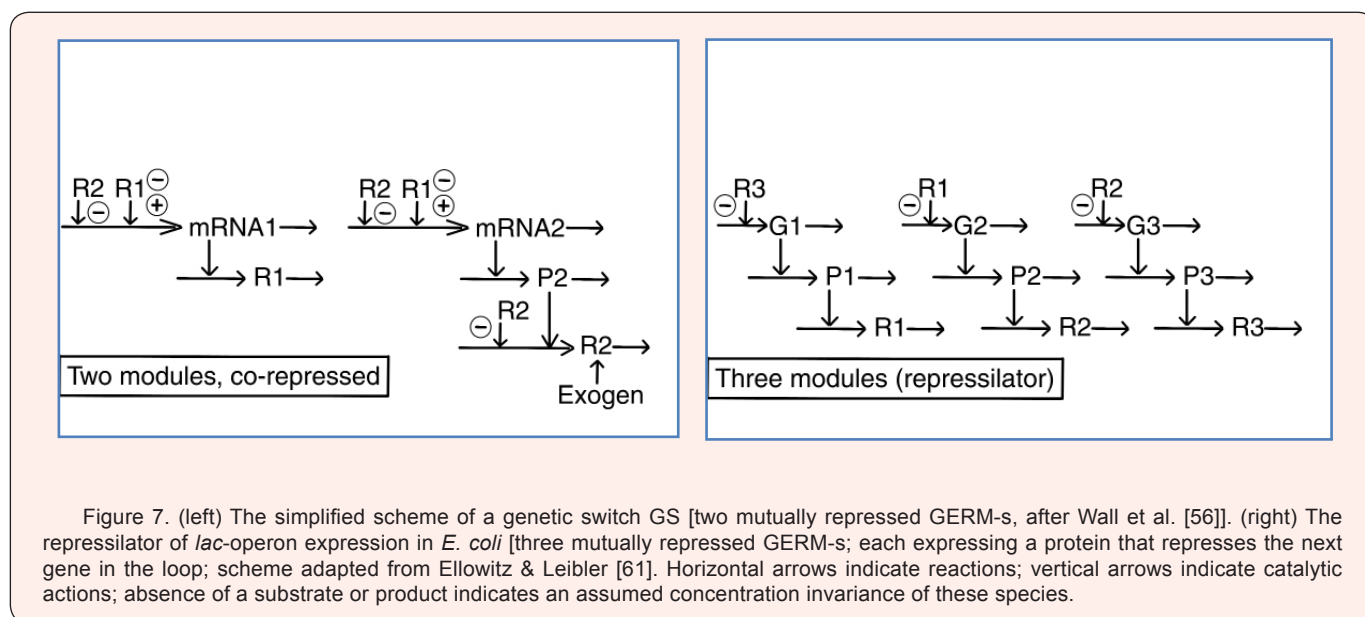 R2 R1 ⊖ R2 R1 ⊖
⊖ ⊕ ⊖ ⊕
mRNA1 mRNA2
R1 P2
⊖ R2
R2
Two modules, co-repressed
Exogen
R3 R1 R2
⊖ ⊖ ⊖
G1 G2 G3
P1 P2 P3
R1 R2 R3
Three modules (repressilator)
Figure 7. (left) The simplified scheme of a genetic switch GS [two mutually repressed GERM-s, after Wall et al. [56]]. (right) The
repressilator of lac-operon expression in E. coli [three mutually repressed GERM-s; each expressing a protein that represses the next
gene in the loop; scheme adapted from Ellowitz & Leibler [61]. Horizontal arrows indicate reactions; vertical arrows indicate catalytic
actions; absence of a substrate or product indicates an assumed concentration invariance of these species.